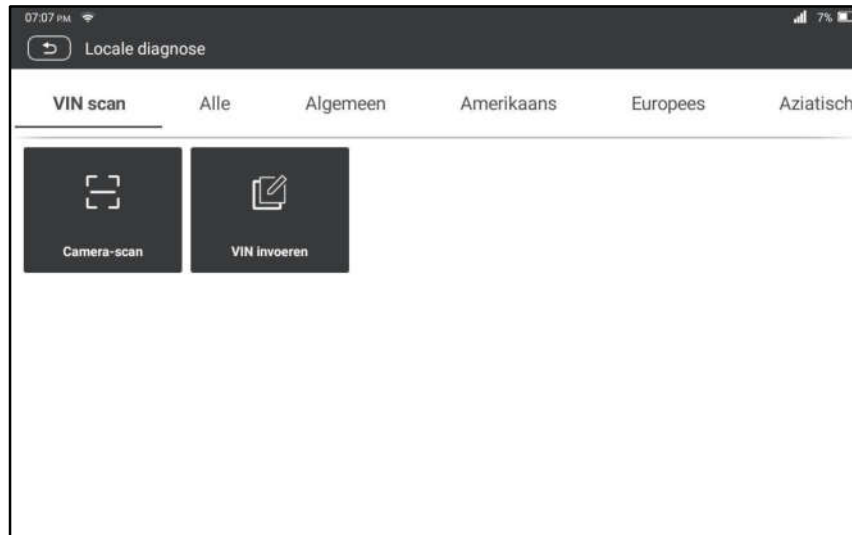 07:07 PM 7%
Locale diagnose
VIN scan Alle Algemeen Amerikaans Europees Aziatisch
Camera-scan VIN invoeren